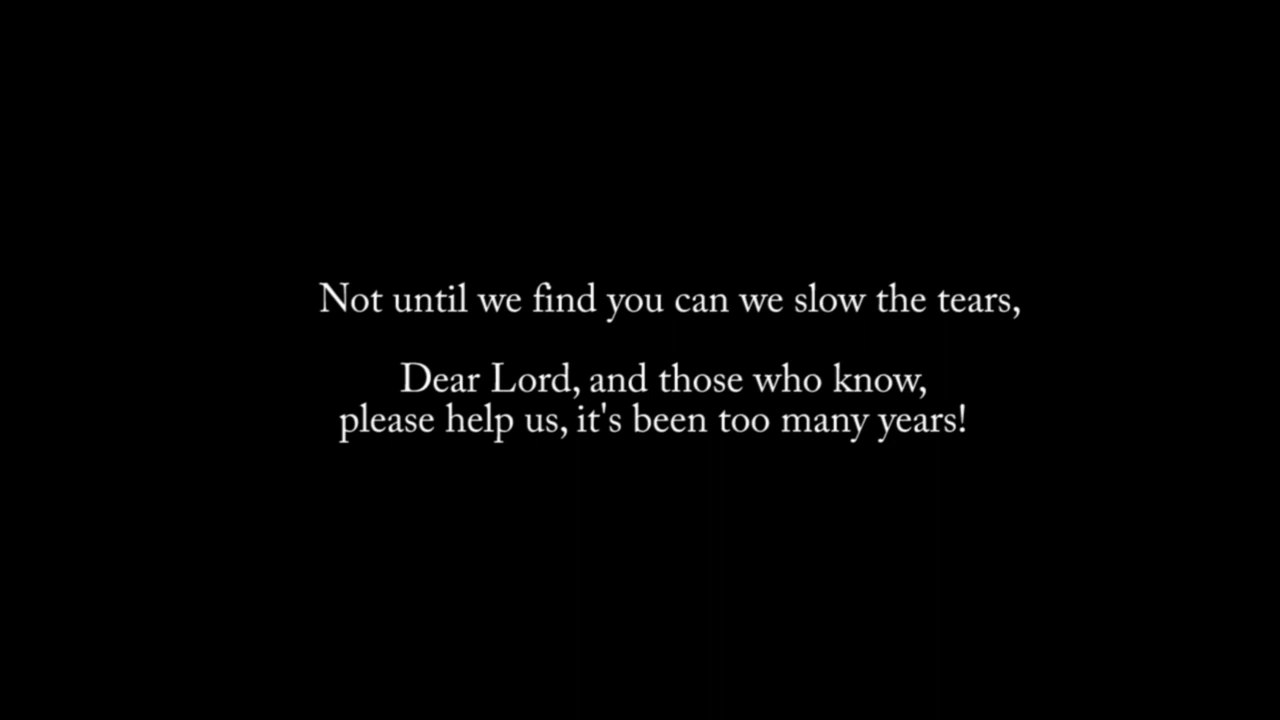 Not until we find you can we slow the tears,
Dear Lord, and those who know,
please help us, it's been too many years!